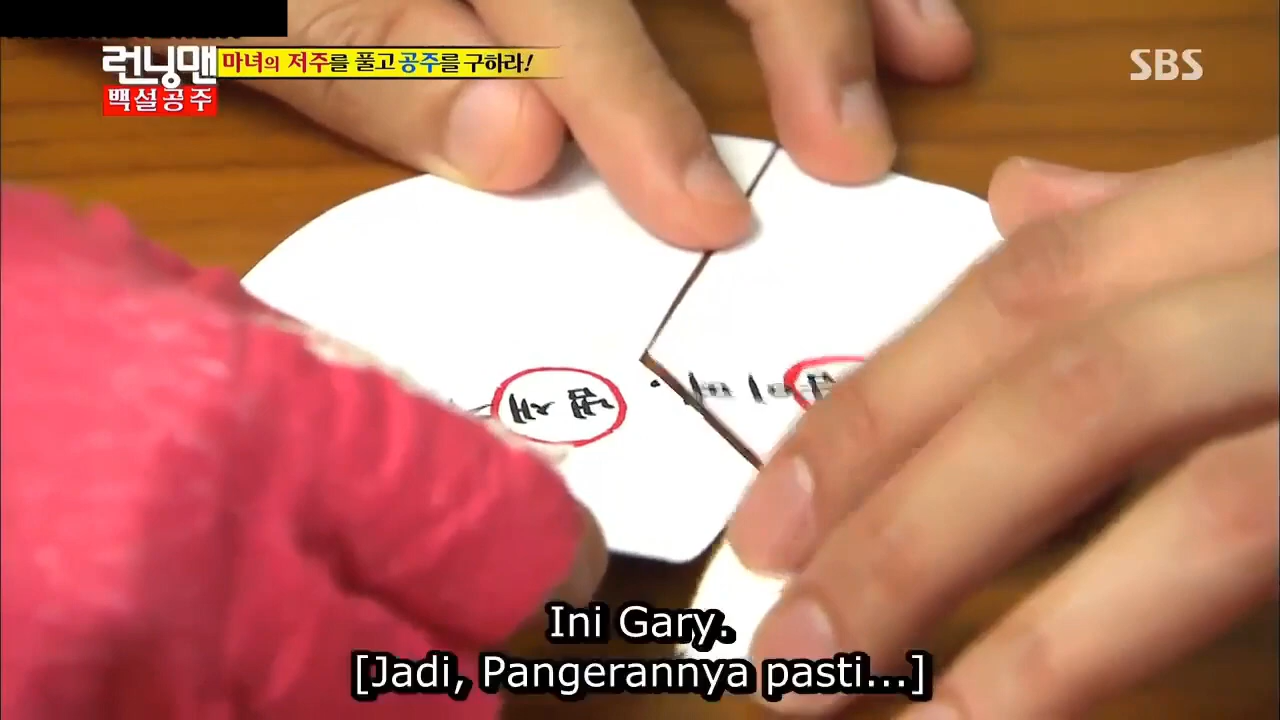 런닝맨
백설공주
마녀의 저주를 풀고 공주를 구하라!
SBS
Ini Gary.
[Jadi, Pangerannya pasti...]